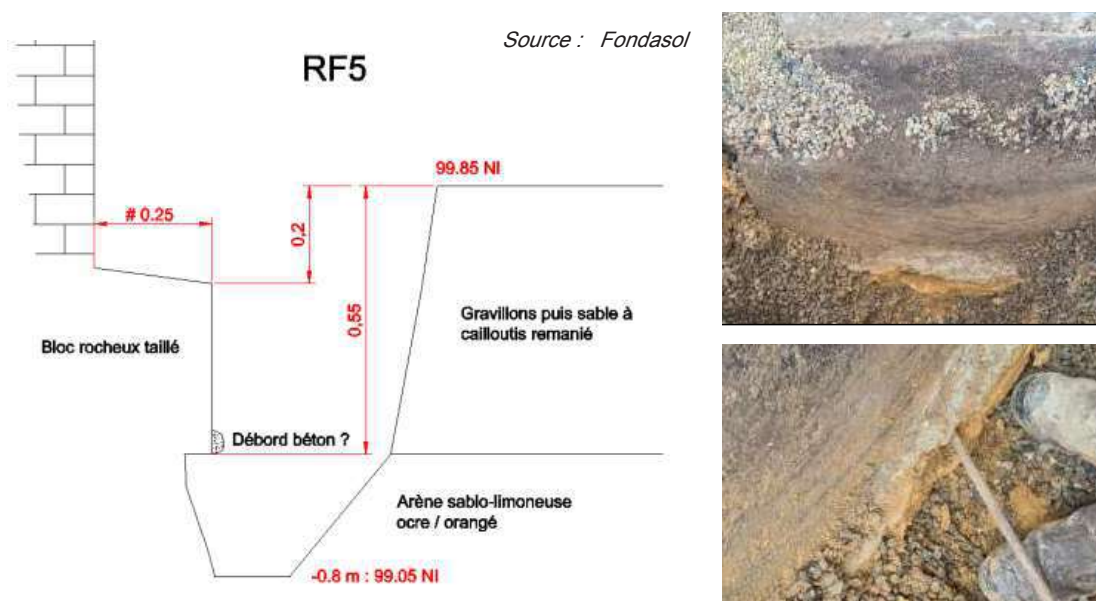 Source : Fondasol
RF5
99.85 NI
# 0.25
0,2
0,55
Gravillons puis sable à
cailloutis remanié
Bloc rocheux taillé
Débord béton ?
Arène sablo-limoneuse
ocre / orangé
-0.8 m : 99.05 NI